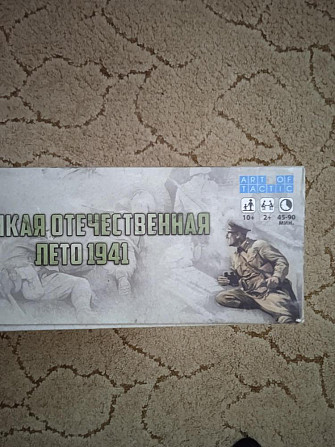 ART OF
TACTIC
10+ 2+ 45-90
МИН.
КАЯ ОТЕЧЕСТВЕННАЯ
ЛЕТО 1941